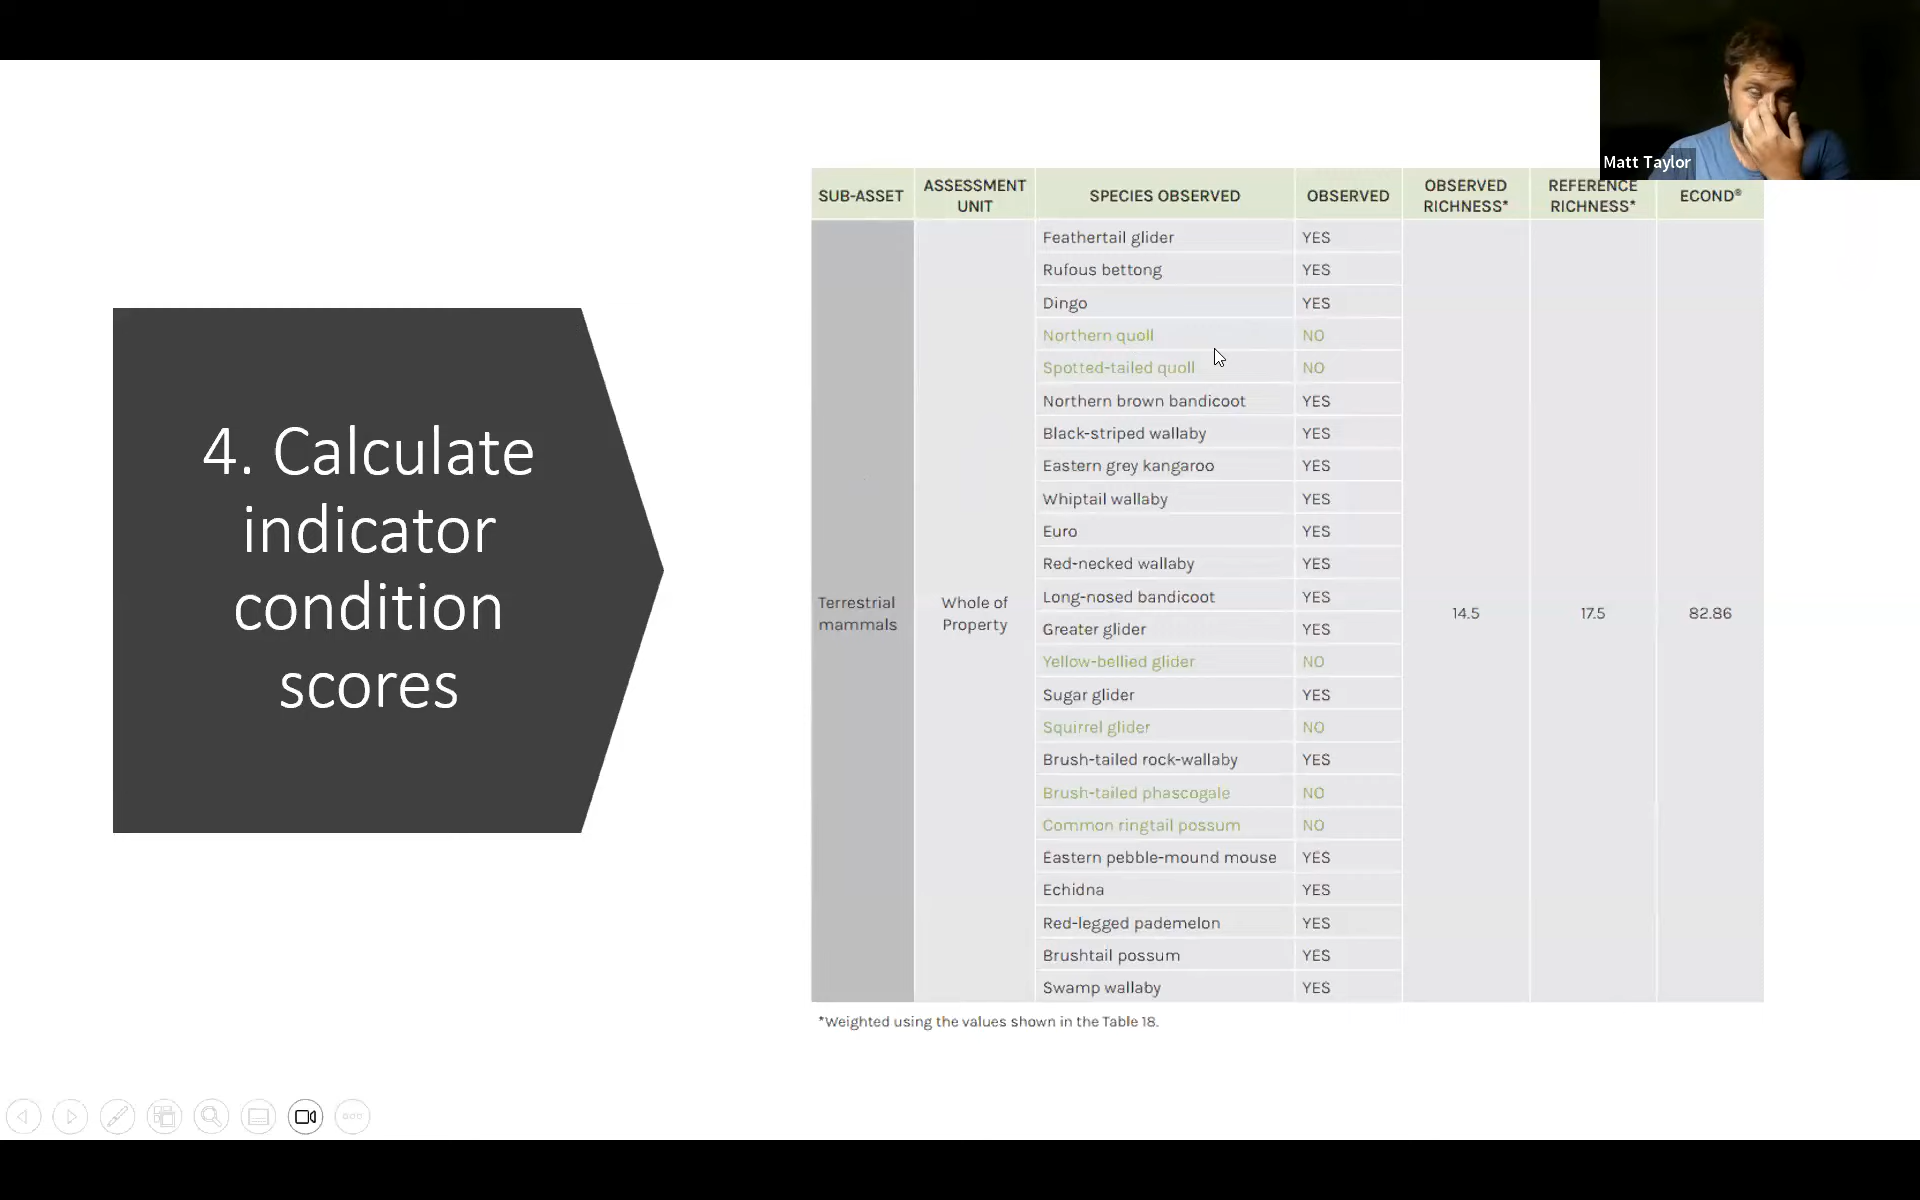 Matt Taylor
4. Calculate
indicator
condition
scores
SUB-ASSET ASSESSMENT UNIT SPECIES OBSERVED OBSERVED OBSERVED RICHNESS* REFERENCE RICHNESS* ECOND®
Feathertail glider YES
Rufous bettong YES
Dingo YES
Northern quoll NO
Spotted-tailed quoll NO
Northern brown bandicoot YES
Black-striped wallaby YES
Eastern grey kangaroo YES
Whiptail wallaby YES
Euro YES
Red-necked wallaby YES
Long-nosed bandicoot YES
Terrestrial mammals Whole of Property 14.5 17.5 82.86
Greater glider YES
Yellow-bellied glider NO
Sugar glider YES
Squirrel glider NO
Brush-tailed rock-wallaby YES
Brush-tailed phascogale NO
Common ringtail possum NO
Eastern pebble-mound mouse YES
Echidna YES
Red-legged pademelon YES
Brushtail possum YES
Swamp wallaby YES
*Weighted using the values shown in the Table 18.